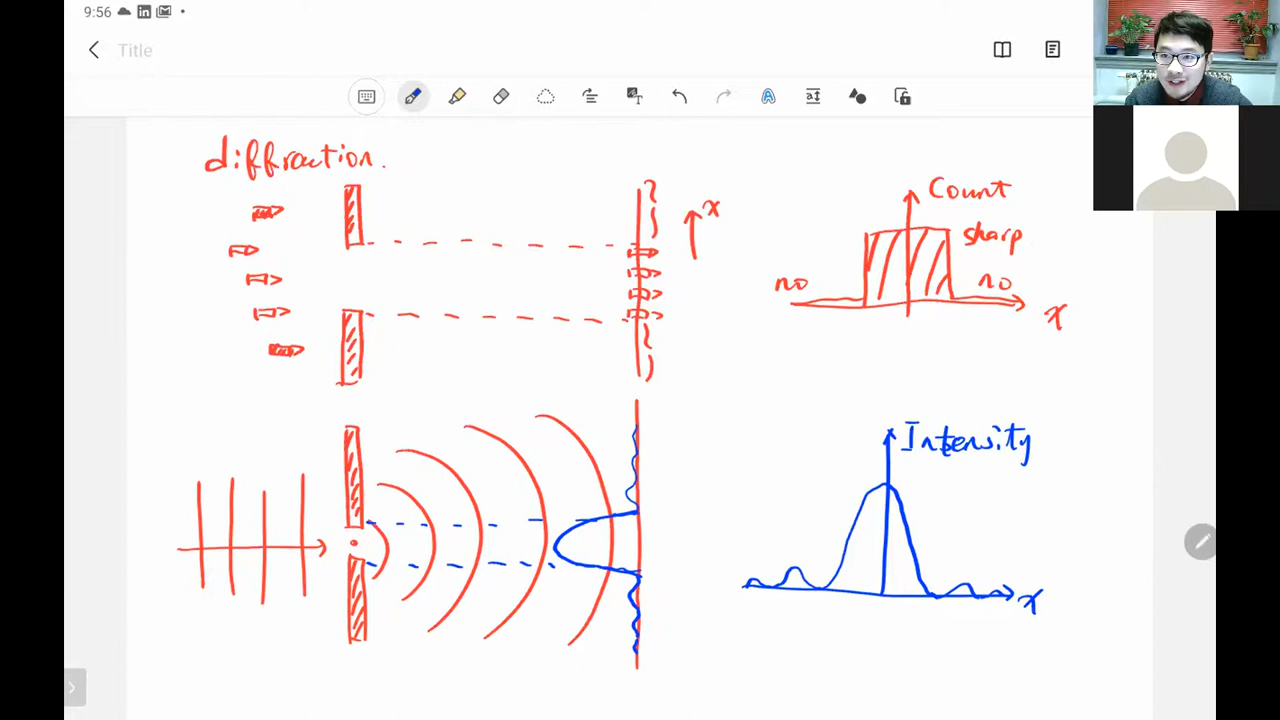 9:56
Title
diffraction.
x
Count
sharp
no
no
x
Intensity
x